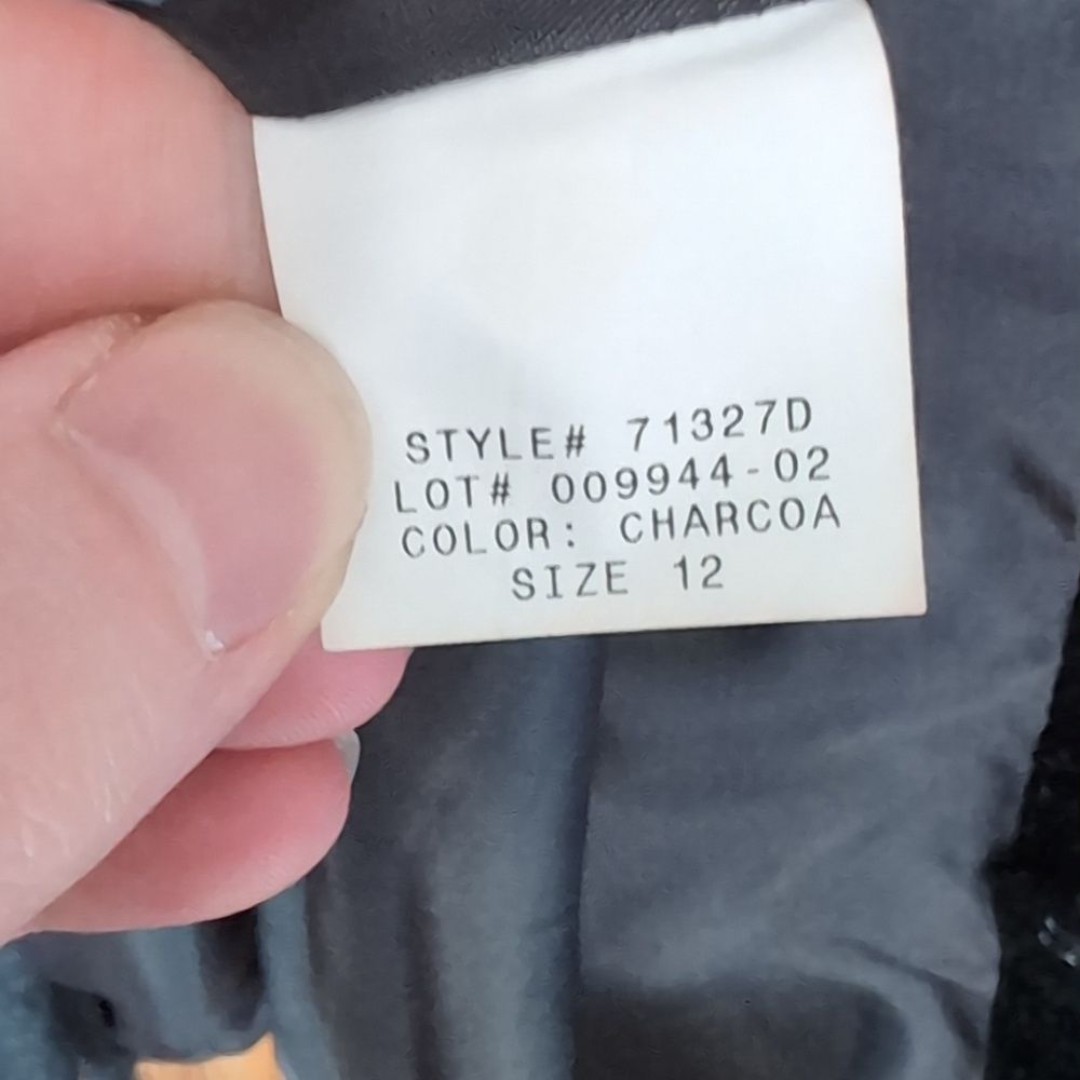 STYLE# 71327D
LOT# 009944-02
COLOR: CHARCOA
SIZE 12